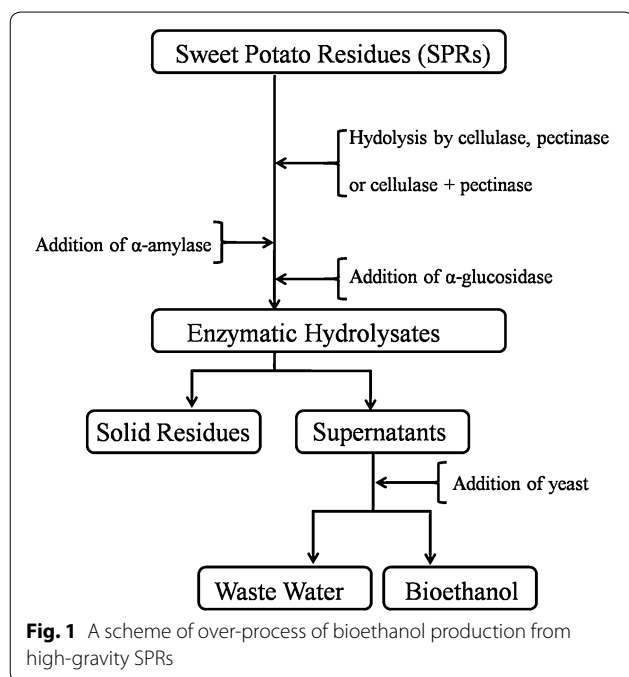 Sweet Potato Residues (SPRs)
Hydolysis by cellulase, pectinase
or cellulase + pectinase
Addition of α-amylase
Addition of α-glucosidase
Enzymatic Hydrolysates
Solid Residues
Supernatants
Addition of yeast
Waste Water
Bioethanol
Fig. 1 A scheme of over-process of bioethanol production from
high-gravity SPRs